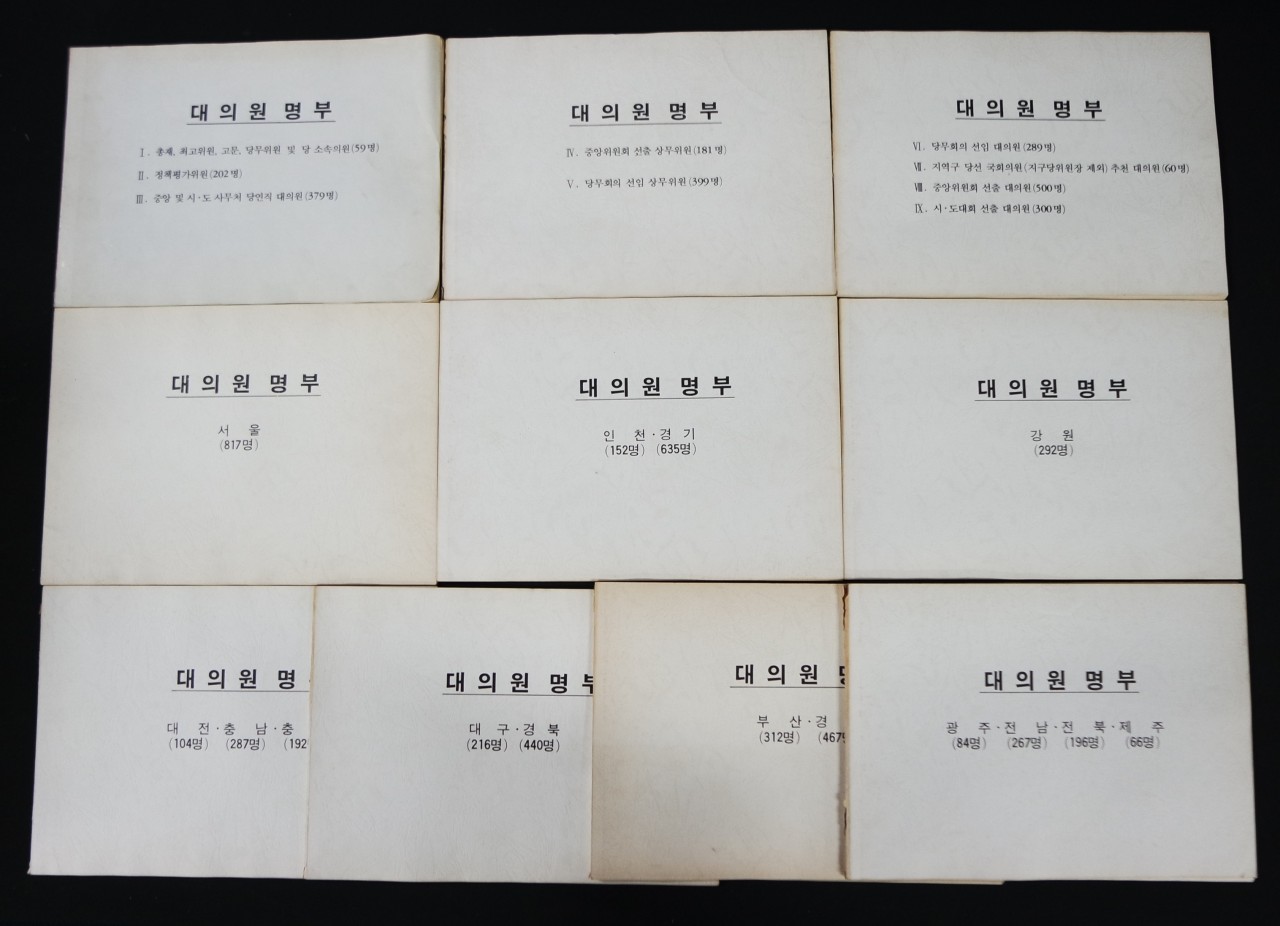 대의원 명부
Ⅰ. 총재, 최고위원, 고문, 당무위원 및 당 소속의원(59명)
Ⅱ. 정책평가위원(202명)
Ⅲ. 중앙 및 시·도 사무처 당연직 대의원(379명)
대의원 명부
Ⅳ. 중앙위원회 선출 상무위원(181명)
Ⅴ. 당무회의 선임 상무위원(399명)
대의원 명부
Ⅵ. 당무회의 선임 대의원(289명)
Ⅶ. 지역구 당선 국회의원(지구당위원장 제외) 추천 대의원(60명)
Ⅷ. 중앙위원회 선출 대의원(500명)
Ⅸ. 시·도대회 선출 대의원(300명)
대의원 명부
서 울
(817명)
대의원 명부
인 천·경 기
(152명) (635명)
대의원 명부
강 원
(292명)
대의원 명
대 전·충 남·충
(104명) (287명) (192
대의원 명부
대 구·경 북
(216명) (440명)
대의원
부 산·경
(312명) (467
대의원 명부
광 주·전 남·전 북·제 주
(84명) (267명) (196명) (66명)